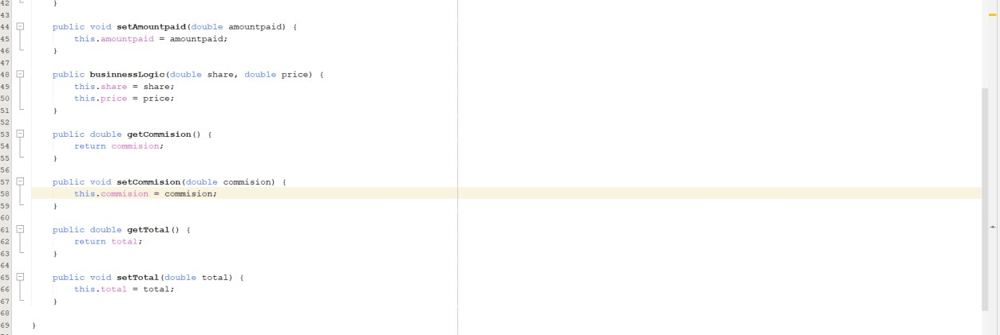 42 }
43
44 public void setAmountpaid(double amountpaid) {
45 this.amountpaid = amountpaid;
46 }
47
48 public businnessLogic(double share, double price) {
49 this.share = share;
50 this.price = price;
51 }
52
53 public double getCommision() {
54 return commision;
55 }
56
57 public void setCommision(double commision) {
58 this.commision = commision;
59 }
60
61 public double getTotal() {
62 return total;
63 }
64
65 public void setTotal(double total) {
66 this.total = total;
67 }
68
69 }